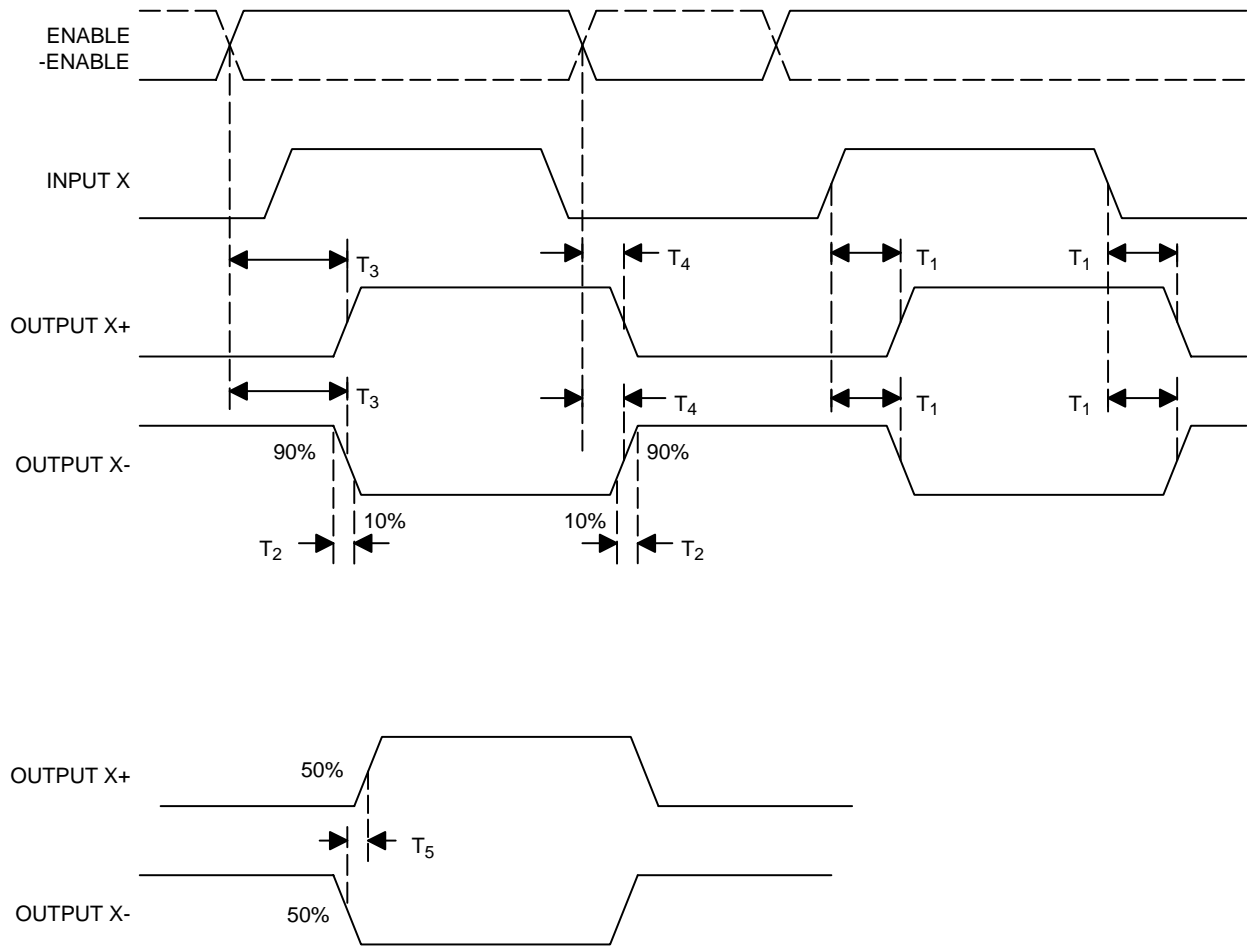 ENABLE
-ENABLE
INPUT X
T3 T4 T1 T1
OUTPUT X+
T3 T4 T1 T1
OUTPUT X-
90% 90%
10% 10%
T2 T2
OUTPUT X+
50%
T5
OUTPUT X-
50%